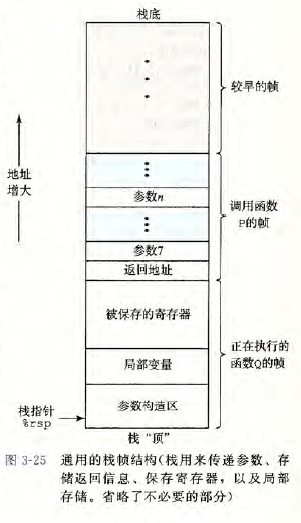 栈底
较早的帧
地址
增大
参数n
调用函数
P的帧
参数7
返回地址
被保存的寄存器
正在执行的
函数Q的帧
局部变量
参数构造区
栈指针
%rsp
栈“顶”
图 3-25 通用的栈帧结构(栈用来传递参数、存
储返回信息、保存寄存器，以及局部
存储。省略了不必要的部分)